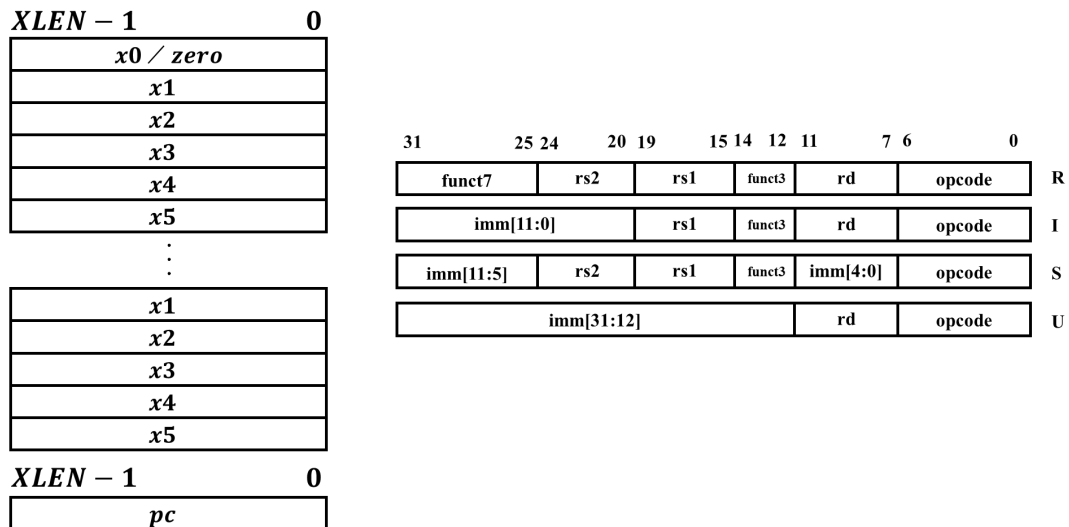 XLEN − 1 0
x0 / zero
x1
x2
x3
x4
x5
⋮
x1
x2
x3
x4
x5
XLEN − 1 0
pc
31 25 24 20 19 15 14 12 11 7 6 0
funct7 rs2 rs1 funct3 rd opcode R
imm[11:0] rs1 funct3 rd opcode I
imm[11:5] rs2 rs1 funct3 imm[4:0] opcode S
imm[31:12] rd opcode U